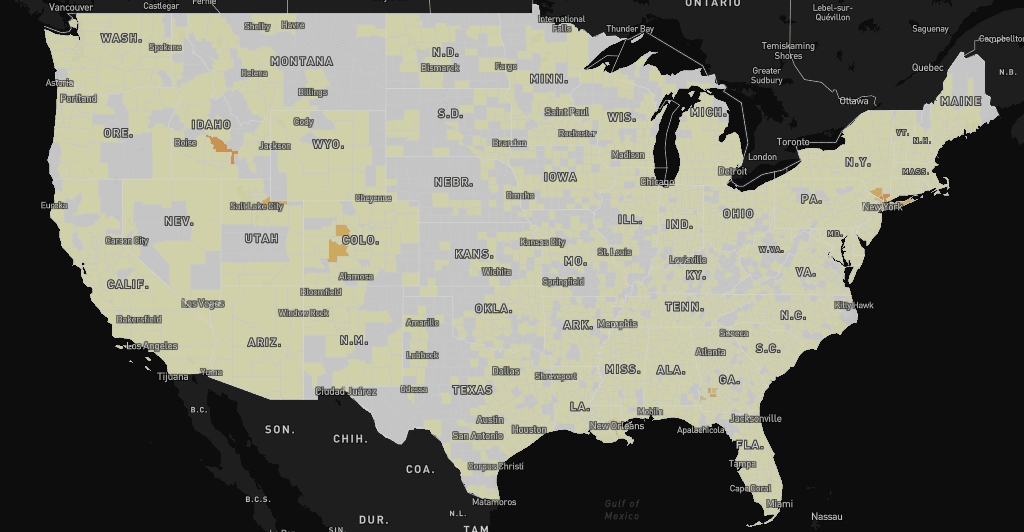 ONTARIO
Vancouver
Castlegar
Fernie
Lebel-sur-
Quévillon
International
Falls
Thunder Bay
Saguenay
Campbellton
WASH.
Spokane
Shelby
Havre
N.D.
Bismarck
Fargo
Temiskaming
Shores
Quebec
MONTANA
Helena
MINN.
Greater
Sudbury
N.B.
Astoria
Portland
Billings
Ottawa
MAINE
IDAHO
Cody
S.D.
Saint Paul
WIS.
MICH.
ORE.
Boise
Jackson
WYO.
Brandon
Rochester
Toronto
VT.
N.H.
Madison
London
N.Y.
MASS.
IOWA
Chicago
Detroit
NEBR.
Omaha
PA.
Eureka
Salt Lake City
Cheyenne
New York
NEV.
ILL.
IND.
OHIO
Carson City
UTAH
COLO.
Kansas City
MD.
KANS.
MO.
St. Louis
Louisville
W.VA.
VA.
Wichita
Springfield
KY.
CALIF.
Alamosa
Bloomfield
Las Vegas
Window Rock
OKLA.
TENN.
Kitty Hawk
Bakersfield
Amarillo
ARK.
Memphis
N.C.
Los Angeles
ARIZ.
N.M.
Lubbock
Seneca
Atlanta
S.C.
Tijuana
Yuma
Dallas
Shreveport
MISS.
ALA.
GA.
Ciudad Juárez
Odessa
TEXAS
B.C.
LA.
Mobile
Jacksonville
SON.
CHIH.
Austin
San Antonio
Houston
New Orleans
Apalachicola
FLA.
COA.
Corpus Christi
Tampa
B.C.S.
Matamoros
Cape Coral
Miami
N.L.
Gulf of
Mexico
Nassau
DUR.
SIN.
TAM